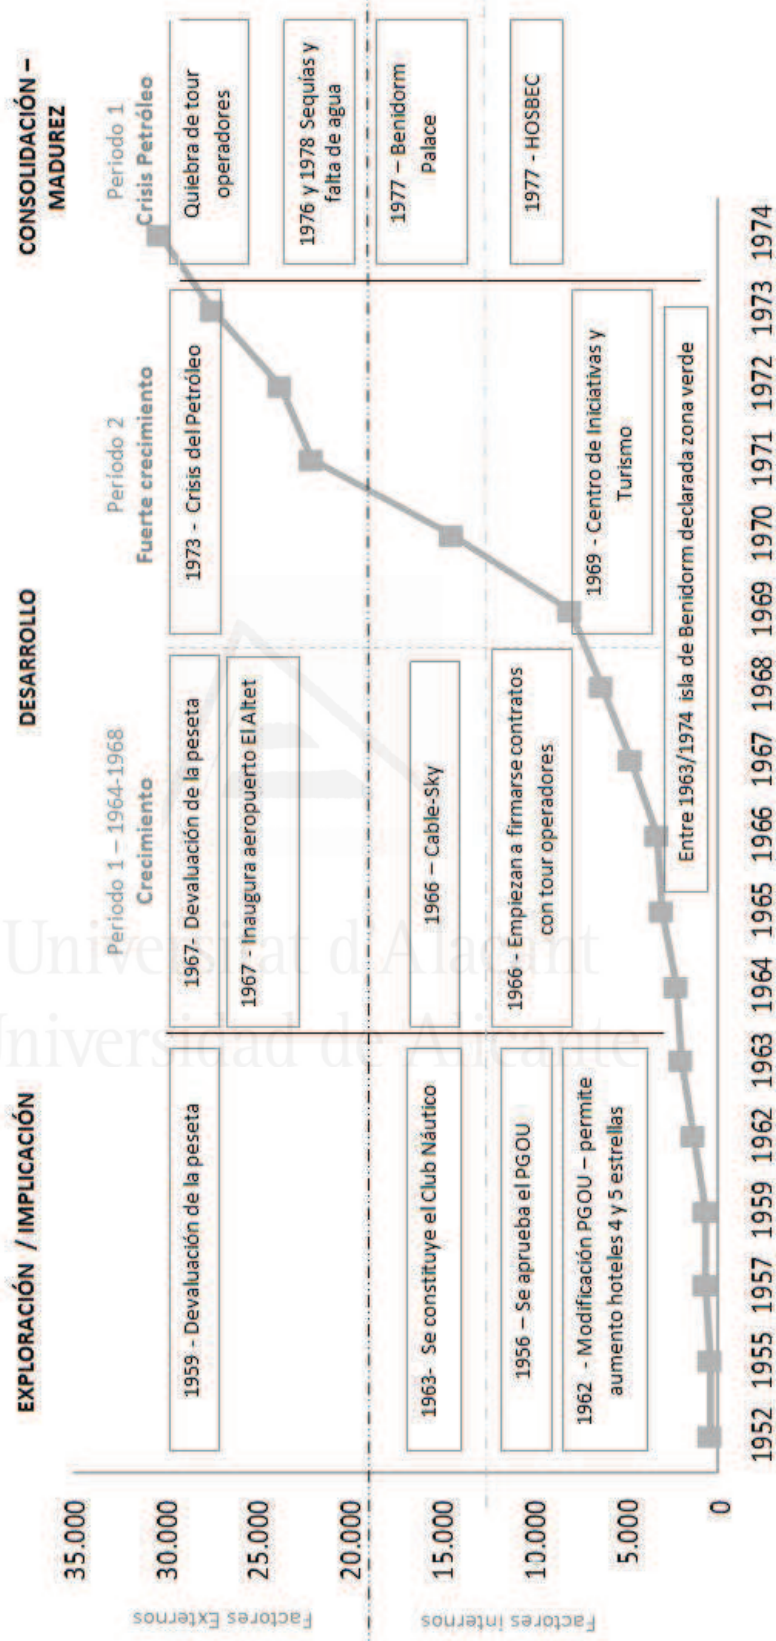 EXPLORACIÓN / IMPLICACIÓN
DESARROLLO
CONSOLIDACIÓN –
MADUREZ
Periodo 1 – 1964-1968
Crecimiento
Período 2
Fuerte crecimiento
Periodo 1
Crisis Petróleo
Factores Externos
Factores internos
35.000
30.000
25.000
20.000
15.000
10.000
5.000
0
1959 - Devaluación de la peseta
1963- Se constituye el Club Náutico
1956 – Se aprueba el PGOU
1962 - Modificación PGOU – permite
aumento hoteles 4 y 5 estrellas
1967- Devaluación de la peseta
1967 - Inaugura aeropuerto El Altet
1966 – Cable-Sky
1966 - Empiezan a firmarse contratos
con tour operadores
Entre 1963/1974 isla de Benidorm declarada zona verde
1973 - Crisis del Petróleo
1969 - Centro de Iniciativas y
Turismo
Quiebra de tour
operadores
1976 y 1978 Sequías y
falta de agua
1977 – Benidorm
Palace
1977 - HOSBEC
1952 1955 1957 1959 1962 1963 1964 1965 1966 1967 1968 1969 1970 1971 1972 1973 1974
Universitat d'Alacant
Universidad de Alicante